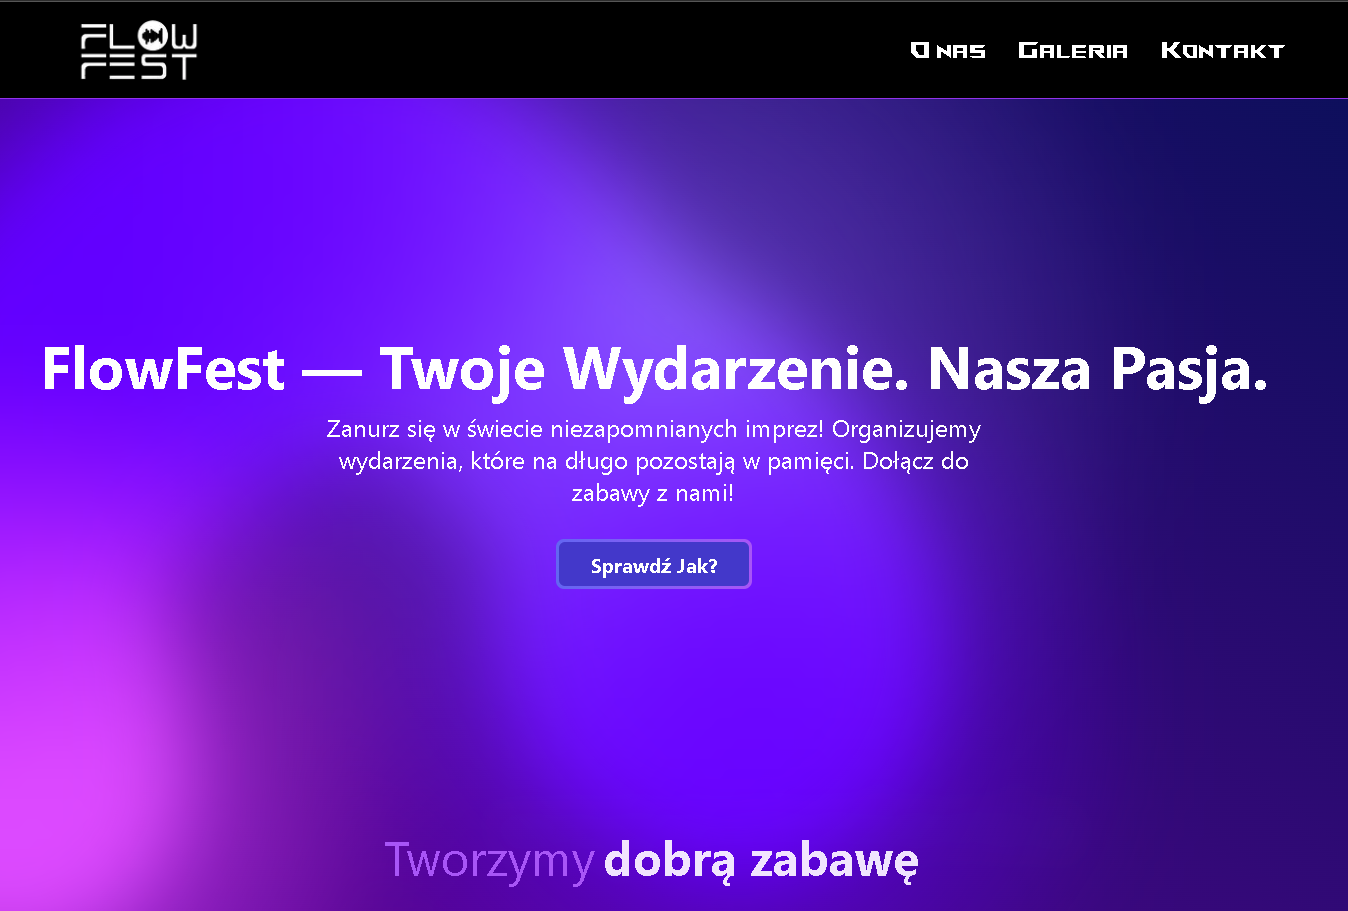 FLOW
FEST
O nas Galeria Kontakt
FlowFest — Twoje Wydarzenie. Nasza Pasja.
Zanurz się w świecie niezapomnianych imprez! Organizujemy
wydarzenia, które na długo pozostają w pamięci. Dołącz do
zabawy z nami!
Sprawdź Jak?
Tworzymy dobrą zabawę